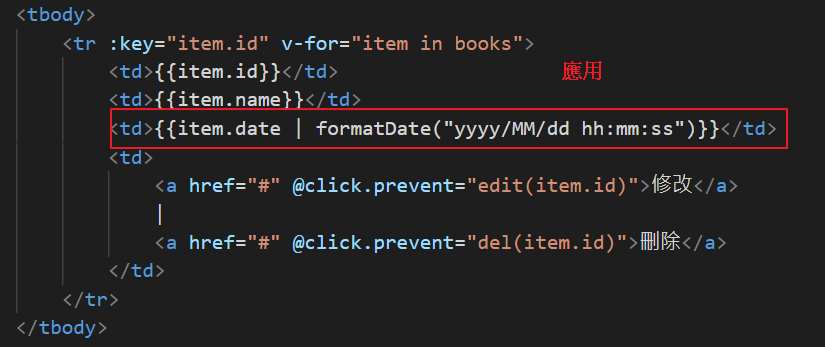 <tbody>
<tr :key="item.id" v-for="item in books">
<td>{{item.id}}</td>
應用
<td>{{item.name}}</td>
<td>{{item.date | formatDate("yyyy/MM/dd hh:mm:ss")}}</td>
<td>
<a href="#" @click.prevent="edit(item.id)">修改</a>
|
<a href="#" @click.prevent="del(item.id)">刪除</a>
</td>
</tr>
</tbody>